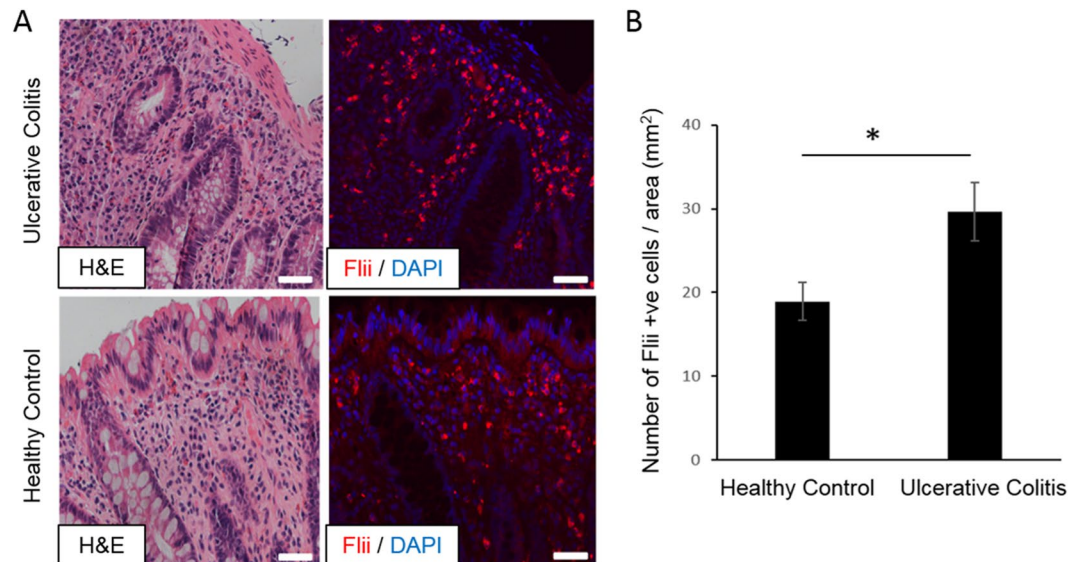 A
Ulcerative Colitis
H&E
Flii / DAPI
Healthy Control
H&E
Flii / DAPI
B
Number of Flii +ve cells / area (mm²)
40
30
20
10
0
*
Healthy Control
Ulcerative Colitis